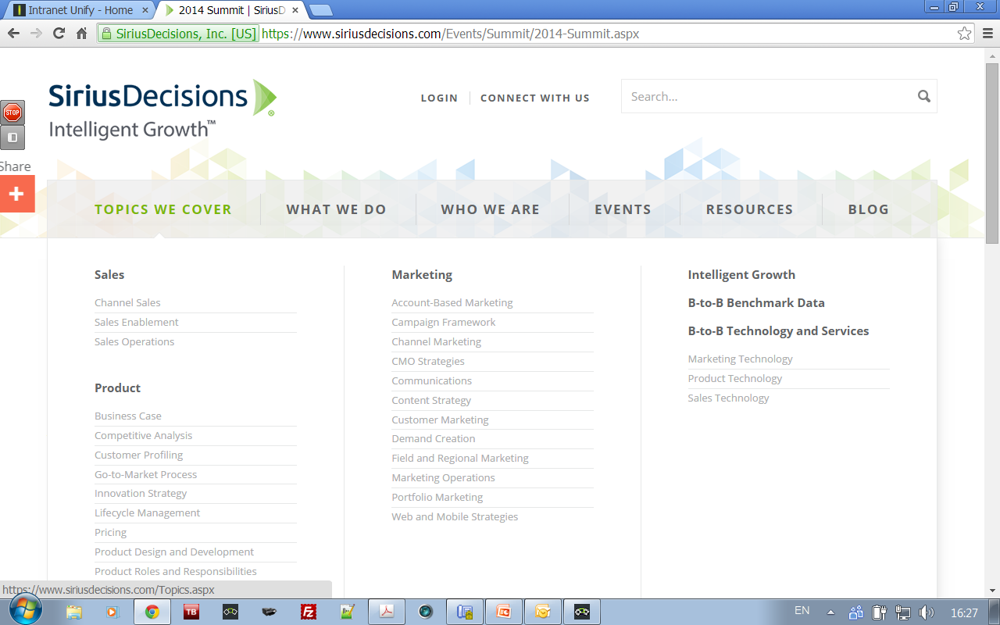 Intranet Unify - Home
2014 Summit | SiriusD
SiriusDecisions, Inc. [US] https://www.siriusdecisions.com/Events/Summit/2014-Summit.aspx
SiriusDecisions®
Intelligent Growth™
LOGIN
CONNECT WITH US
Search...
STOP
Share
TOPICS WE COVER
WHAT WE DO
WHO WE ARE
EVENTS
RESOURCES
BLOG
Sales
Channel Sales
Sales Enablement
Sales Operations
Product
Business Case
Competitive Analysis
Customer Profiling
Go-to-Market Process
Innovation Strategy
Lifecycle Management
Pricing
Product Design and Development
Product Roles and Responsibilities
Marketing
Account-Based Marketing
Campaign Framework
Channel Marketing
CMO Strategies
Communications
Content Strategy
Customer Marketing
Demand Creation
Field and Regional Marketing
Marketing Operations
Portfolio Marketing
Web and Mobile Strategies
Intelligent Growth
B-to-B Benchmark Data
B-to-B Technology and Services
Marketing Technology
Product Technology
Sales Technology
https://www.siriusdecisions.com/Topics.aspx
TB
FZ
EN
16:27